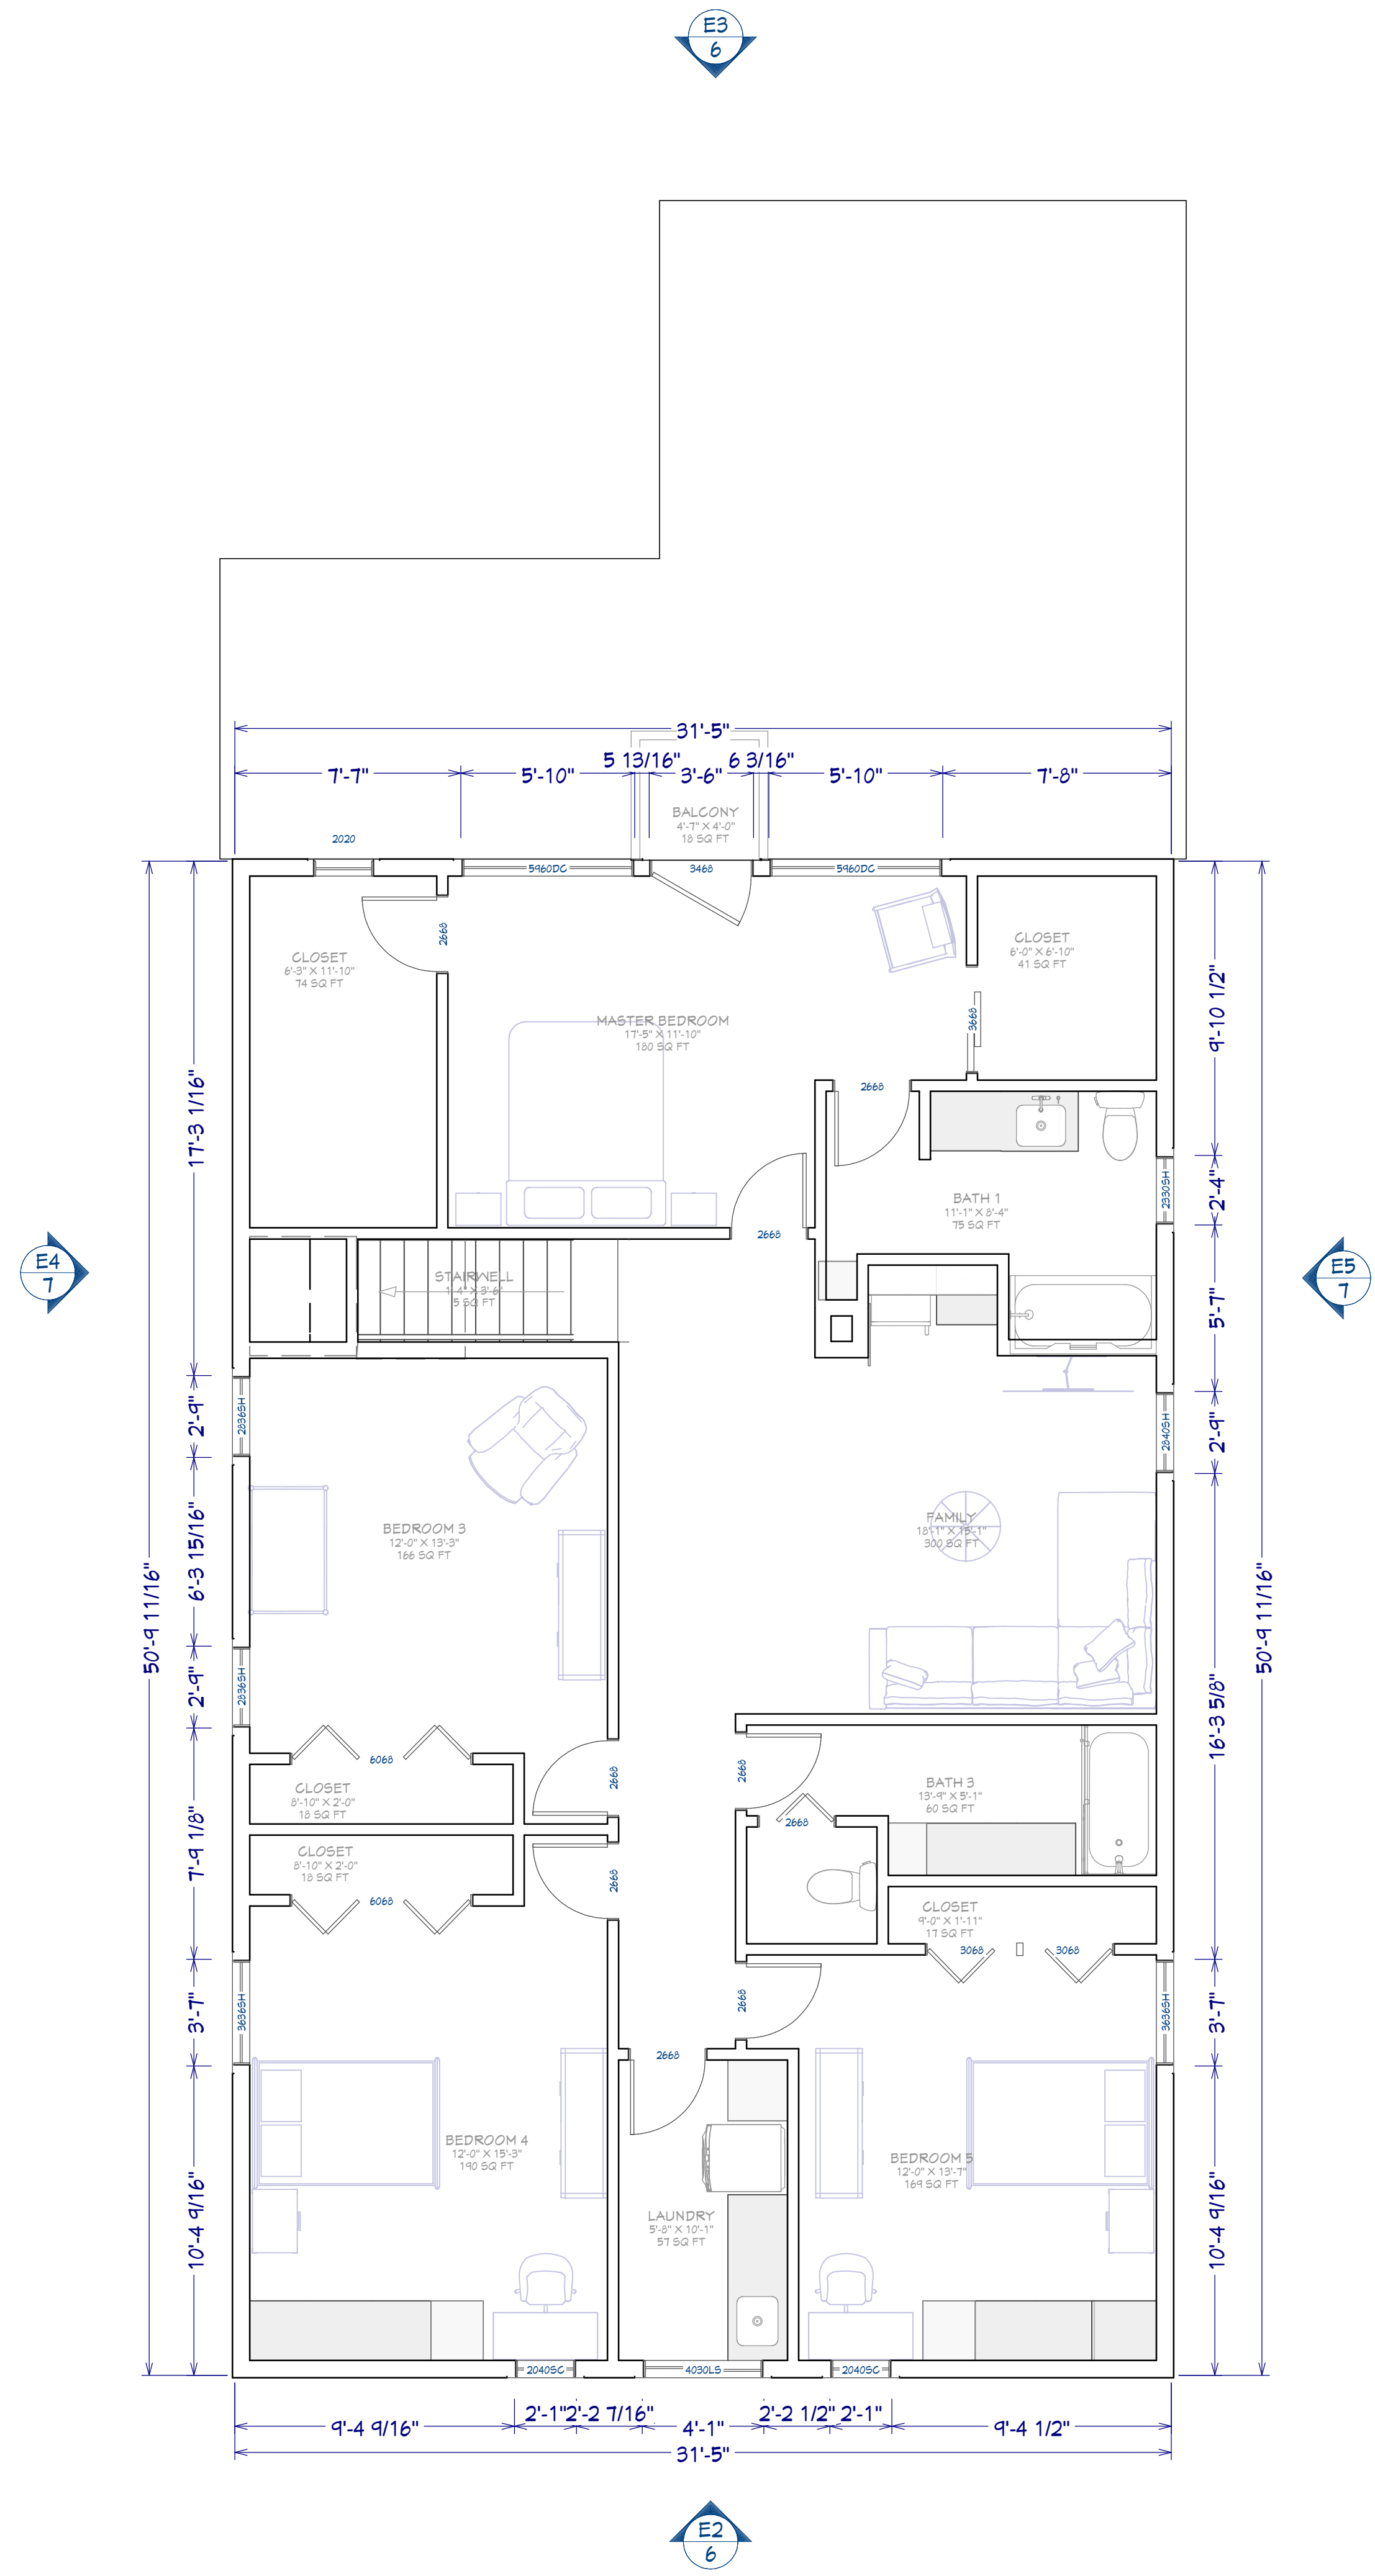 E3
6
31'-5"
5 13/16" 6 3/16"
7'-7" 5'-10" 3'-6" 5'-10" 7'-8"
BALCONY
4'-7" X 4'-0"
18 SQ FT
2020
5960DC 3468 5960DC
2668
CLOSET
6'-3" X 11'-10"
74 SQ FT
CLOSET
6'-0" X 6'-10"
41 SQ FT
MASTER BEDROOM
17'-5" X 11'-10"
180 SQ FT
3668
9'-10 1/2"
17'-3 1/16"
2668
BATH 1
11'-1" X 8'-4"
75 SQ FT
2330SH
2'-4"
2668
E4
7
STAIRWELL
5 SQ FT
E5
7
5'-7"
2836SH
2'-9"
2840SH
2'-9"
BEDROOM 3
12'-0" X 13'-3"
166 SQ FT
FAMILY
18'-1" X 15'-1"
300 SQ FT
6'-3 15/16"
50'-9 11/16"
50'-9 11/16"
2836SH
2'-9"
16'-3 5/8"
6068
CLOSET
8'-10" X 2'-0"
18 SQ FT
2668
2668
BATH 3
13'-9" X 5'-1"
60 SQ FT
2668
7'-9 1/8"
CLOSET
8'-10" X 2'-0"
18 SQ FT
6068
2668
CLOSET
9'-0" X 1'-11"
17 SQ FT
3068 3068
3636SH
3'-7"
2668
3636SH
3'-7"
2668
BEDROOM 4
12'-0" X 15'-3"
190 SQ FT
BEDROOM 5
12'-0" X 13'-7"
169 SQ FT
LAUNDRY
5'-8" X 10'-1"
57 SQ FT
10'-4 9/16"
10'-4 9/16"
2040SC 4030LS 2040SC
2'-1" 2'-2 7/16" 2'-2 1/2" 2'-1"
9'-4 9/16" 4'-1" 9'-4 1/2"
31'-5"
E2
6